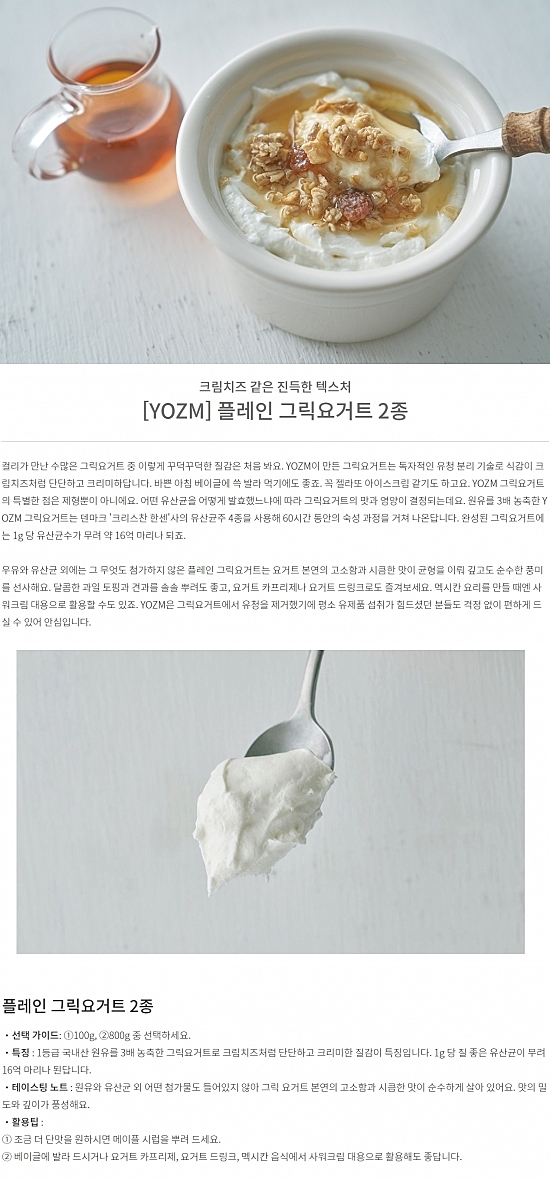 크림치즈 같은 진득한 텍스처
[YOZM] 플레인 그릭요거트 2종
컬리가 만난 수많은 그릭요거트 중 이렇게 꾸덕꾸덕한 질감은 처음 봐요. YOZM이 만든 그릭요거트는 독자적인 유청 분리 기술로 식감이 크
림치즈처럼 단단하고 크리미하답니다. 바쁜 아침 베이글에 쓱 발라 먹기에도 좋죠. 꼭 젤라또 아이스크림 같기도 하고요. YOZM 그릭요거트
의 특별한 점은 제형뿐이 아니에요. 어떤 유산균을 어떻게 발효했느냐에 따라 그릭요거트의 맛과 영양이 결정되는데요. 원유를 3배 농축한 Y
OZM 그릭요거트는 덴마크 '크리스찬 한센'사의 유산균주 4종을 사용해 60시간 동안의 숙성 과정을 거쳐 나온답니다. 완성된 그릭요거트에
는 1g 당 유산균수가 무려 약 16억 마리나 되죠.
우유와 유산균 외에는 그 무엇도 첨가하지 않은 플레인 그릭요거트는 요거트 본연의 고소함과 시큼한 맛이 균형을 이뤄 깊고도 순수한 풍미
를 선사해요. 달콤한 과일 토핑과 견과를 솔솔 뿌려도 좋고, 요거트 카프리제나 요거트 드링크로도 즐겨보세요. 멕시칸 요리를 만들 때엔 사
워크림 대용으로 활용할 수도 있죠. YOZM은 그릭요거트에서 유청을 제거했기에 평소 유제품 섭취가 힘드셨던 분들도 걱정 없이 편하게 드
실 수 있어 안심입니다.
플레인 그릭요거트 2종
・선택 가이드: ①100g, ②800g 중 선택하세요.
・특징 : 1등급 국내산 원유를 3배 농축한 그릭요거트로 크림치즈처럼 단단하고 크리미한 질감이 특징입니다. 1g 당 질 좋은 유산균이 무려
16억 마리나 된답니다.
・테이스팅 노트 : 원유와 유산균 외 어떤 첨가물도 들어있지 않아 그릭 요거트 본연의 고소함과 시큼한 맛이 순수하게 살아 있어요. 맛의 밀
도와 깊이가 풍성해요.
・활용팁 :
① 조금 더 단맛을 원하시면 메이플 시럽을 뿌려 드세요.
② 베이글에 발라 드시거나 요거트 카프리제, 요거트 드링크, 멕시칸 음식에서 사워크림 대용으로 활용해도 좋답니다.